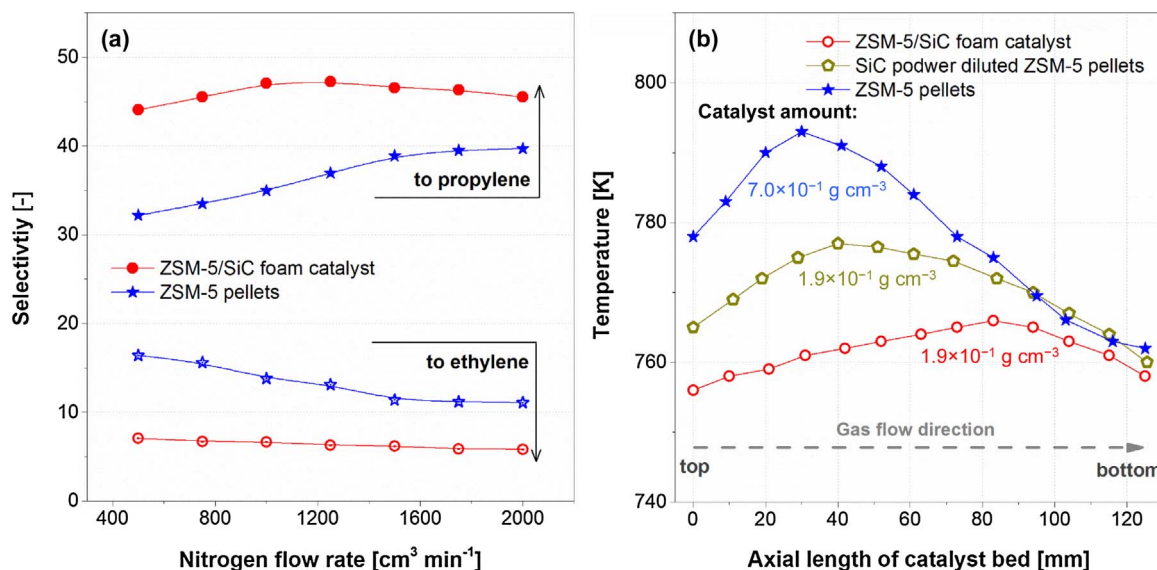 (a)
50
40
30
20
10
0
Selectivtiy [-]
to propylene
ZSM-5/SiC foam catalyst
ZSM-5 pellets
to ethylene
400
800
1200
1600
2000
Nitrogen flow rate [cm³ min⁻¹]
(b)
ZSM-5/SiC foam catalyst
SiC podwer diluted ZSM-5 pellets
ZSM-5 pellets
Catalyst amount:
7.0×10⁻¹ g cm⁻³
1.9×10⁻¹ g cm⁻³
1.9×10⁻¹ g cm⁻³
800
780
760
740
Temperature [K]
Gas flow direction
top
bottom
0
20
40
60
80
100
120
Axial length of catalyst bed [mm]